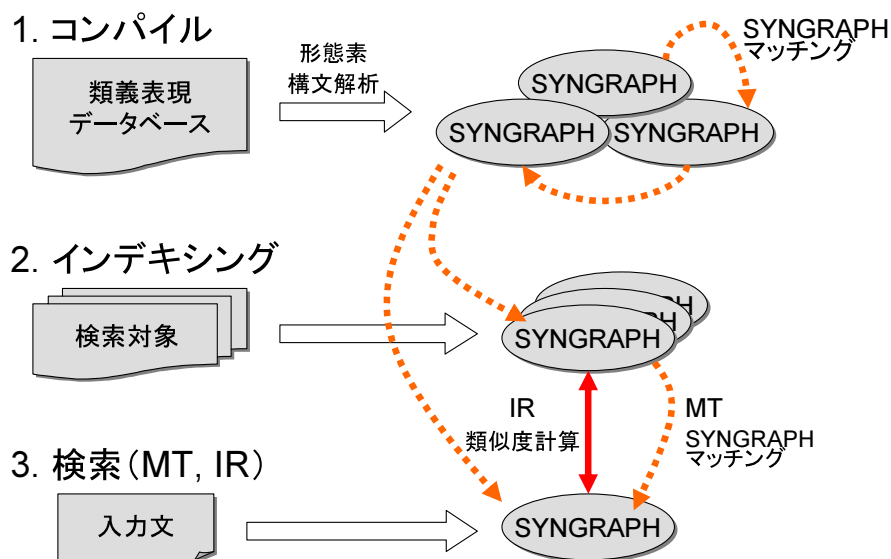 1. コンパイル
類義表現
データベース
形態素
構文解析
SYNGRAPH
SYNGRAPH
SYNGRAPH
SYNGRAPH
マッチング
2. インデキシング
検索対象
SYNGRAPH
IR
類似度計算
MT
SYNGRAPH
マッチング
3. 検索（MT, IR）
入力文
SYNGRAPH